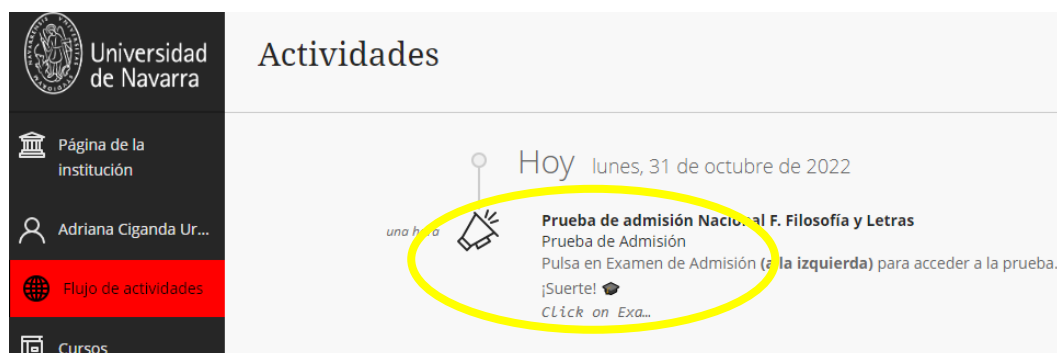 Universidad
de Navarra
Actividades
Página de la
institución
Hoy lunes, 31 de octubre de 2022
una hora
Prueba de admisión Nacional F. Filosofía y Letras
Adriana Ciganda Ur...
Prueba de Admisión
Pulsa en Examen de Admisión (a la izquierda) para acceder a la prueba.
Flujo de actividades
¡Suerte! 🎓
Click on Exa…
Cursos